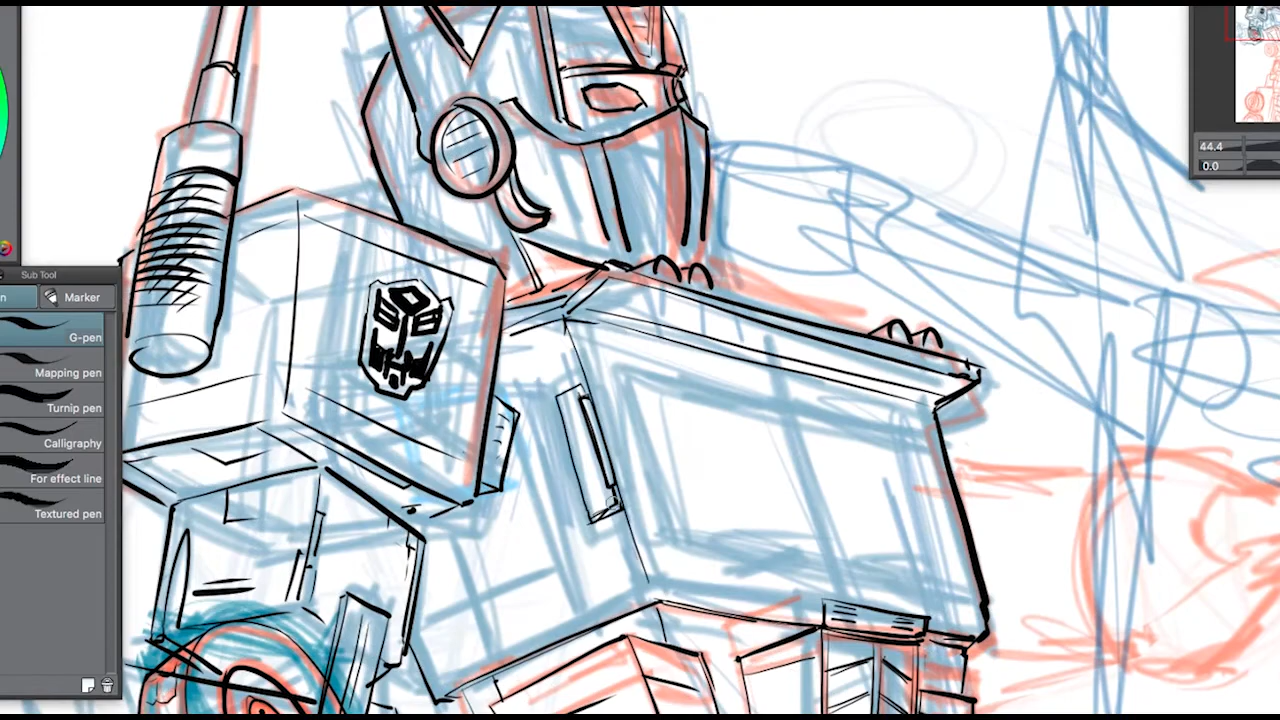 44.4
0.0
Sub Tool
n
Marker
G-pen
Mapping pen
Turnip pen
Calligraphy
For effect line
Textured pen